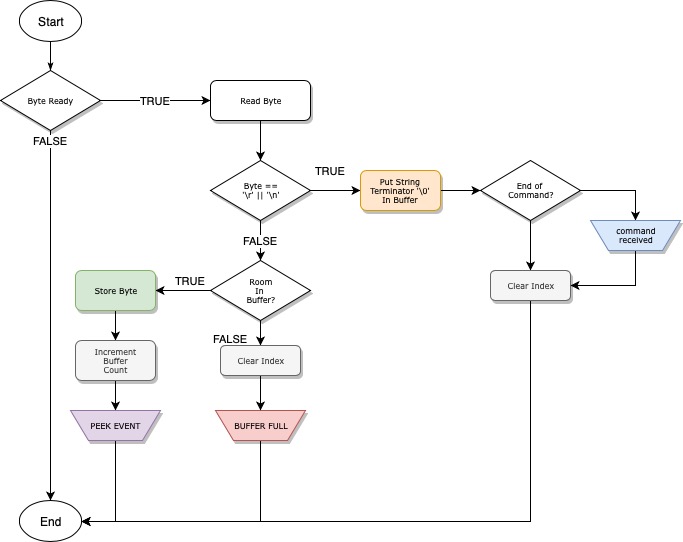 Start
Byte Ready
TRUE
Read Byte
FALSE
Byte ==
'\r' || '\n'
TRUE
Put String
Terminator '\0'
In Buffer
End of
Command?
command
received
FALSE
Room
In
Buffer?
TRUE
Store Byte
Clear Index
FALSE
Increment
Buffer
Count
Clear Index
PEEK EVENT
BUFFER FULL
End